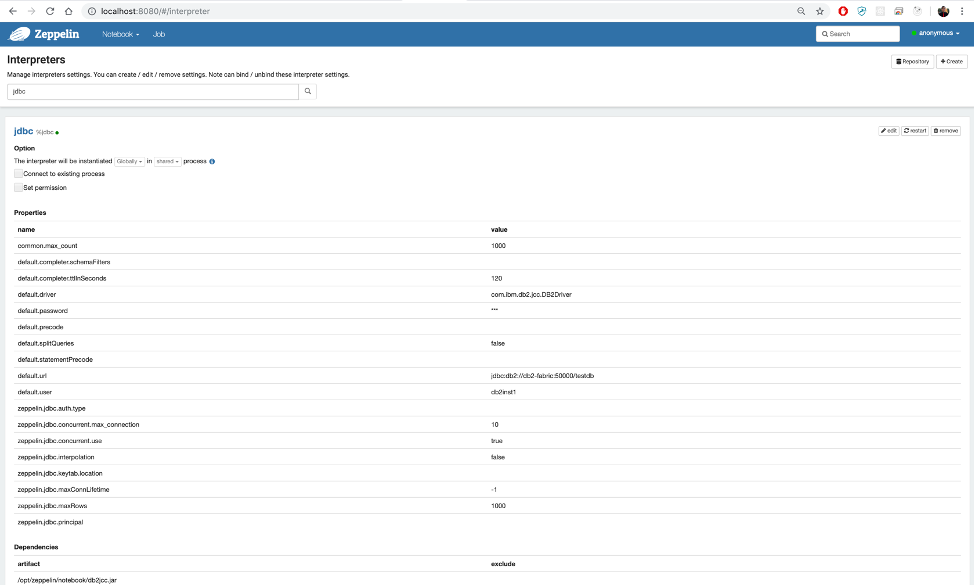 localhost:8080/#/interpreter
Zeppelin Notebook Job Search anonymous
Interpreters
Repository + Create
Manage interpreters settings. You can create / edit / remove settings. Note can bind / unbind these interpreter settings.
jdbc
jdbc %jdbc
edit restart remove
Option
The interpreter will be instantiated Globally in shared process
Connect to existing process
Set permission
Properties
name value
common.max_count 1000
default.completer.schemaFilters
default.completer.ttlInSeconds 120
default.driver com.ibm.db2.jcc.DB2Driver
default.password ***
default.precode
default.splitQueries false
default.statementPrecode
default.url jdbc:db2://db2-fabric:50000/testdb
default.user db2inst1
zeppelin.jdbc.auth.type
zeppelin.jdbc.concurrent.max_connection 10
zeppelin.jdbc.concurrent.use true
zeppelin.jdbc.interpolation false
zeppelin.jdbc.keytab.location
zeppelin.jdbc.maxConnLifetime -1
zeppelin.jdbc.maxRows 1000
zeppelin.jdbc.principal
Dependencies
artifact exclude
/opt/zeppelin/notebook/db2jcc.jar